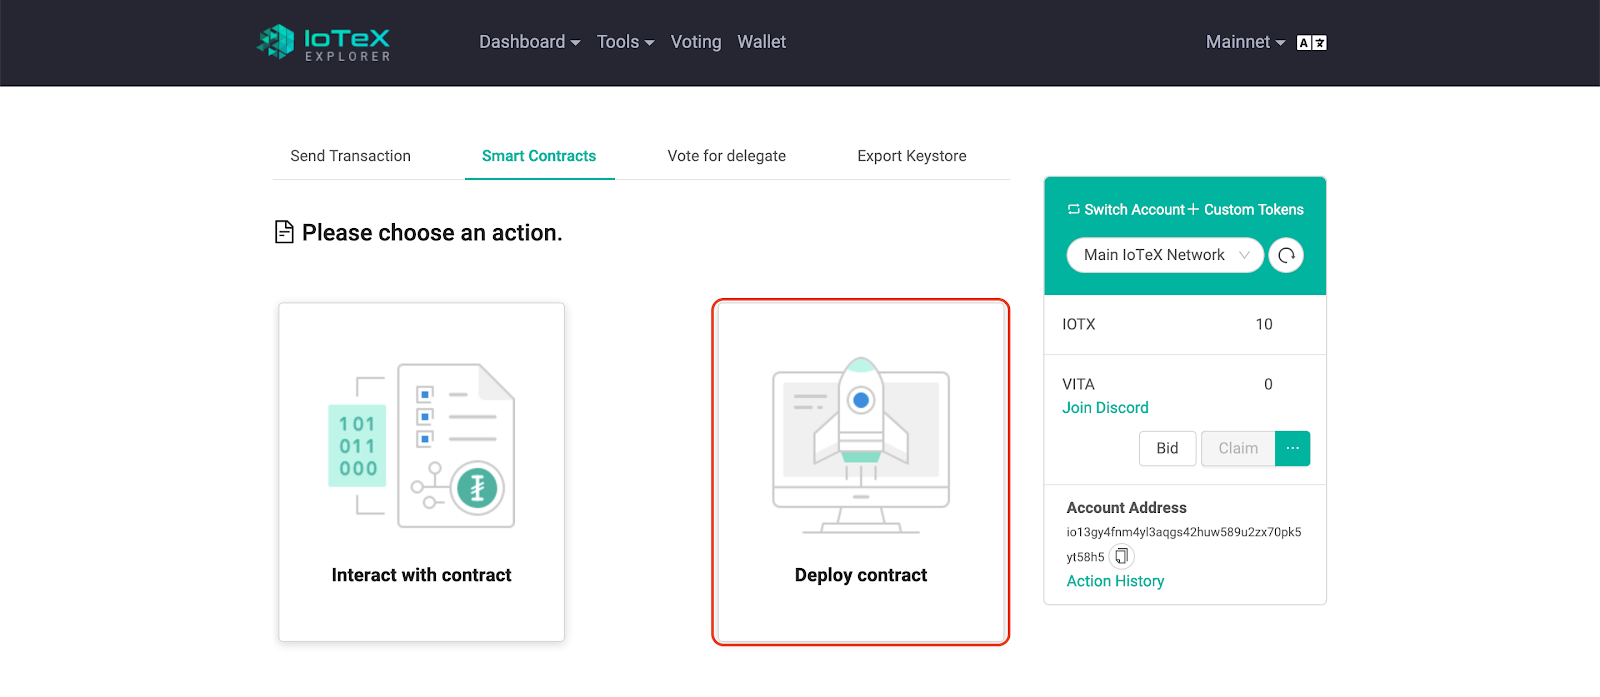 IoTeX
EXPLORER
Dashboard
Tools
Voting
Wallet
Mainnet
A
Send Transaction
Smart Contracts
Vote for delegate
Export Keystore
Please choose an action.
101
011
000
Interact with contract
Deploy contract
Switch Account
Custom Tokens
Main IoTeX Network
IOTX 10
VITA 0
Join Discord
Bid
Claim
...
Account Address
io13gy4fnm4yl3aqgs42huw589u2zx70pk5
yt58h5
Action History